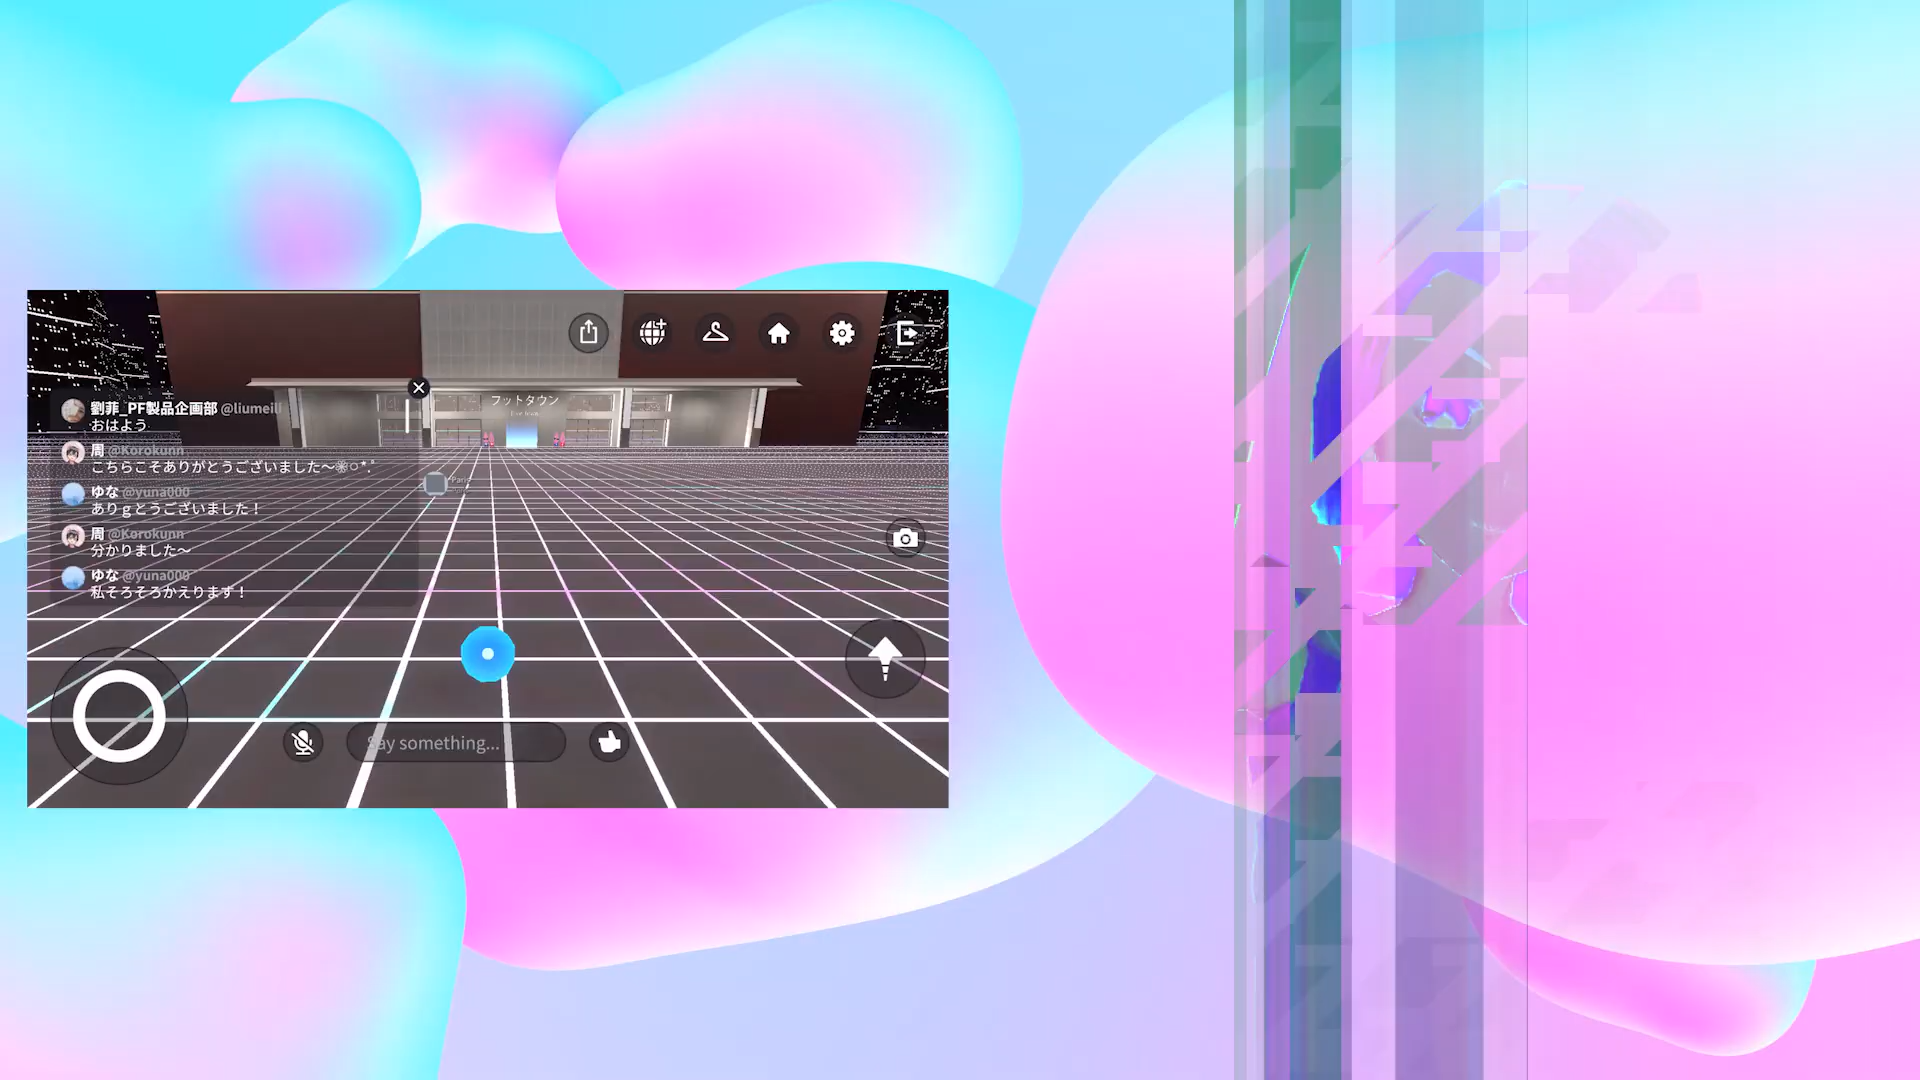 フットタウン
劉菲_PF製品企画部 @liumeill
おはよう
周 @Korokunn
こちらこそありがとうございました〜❀○*.ﾟ
ゆな @yuna000
ありｇとうございました！
周 @Korokunn
分かりました〜
ゆな @yuna000
私そろそろかえります！
Say something...